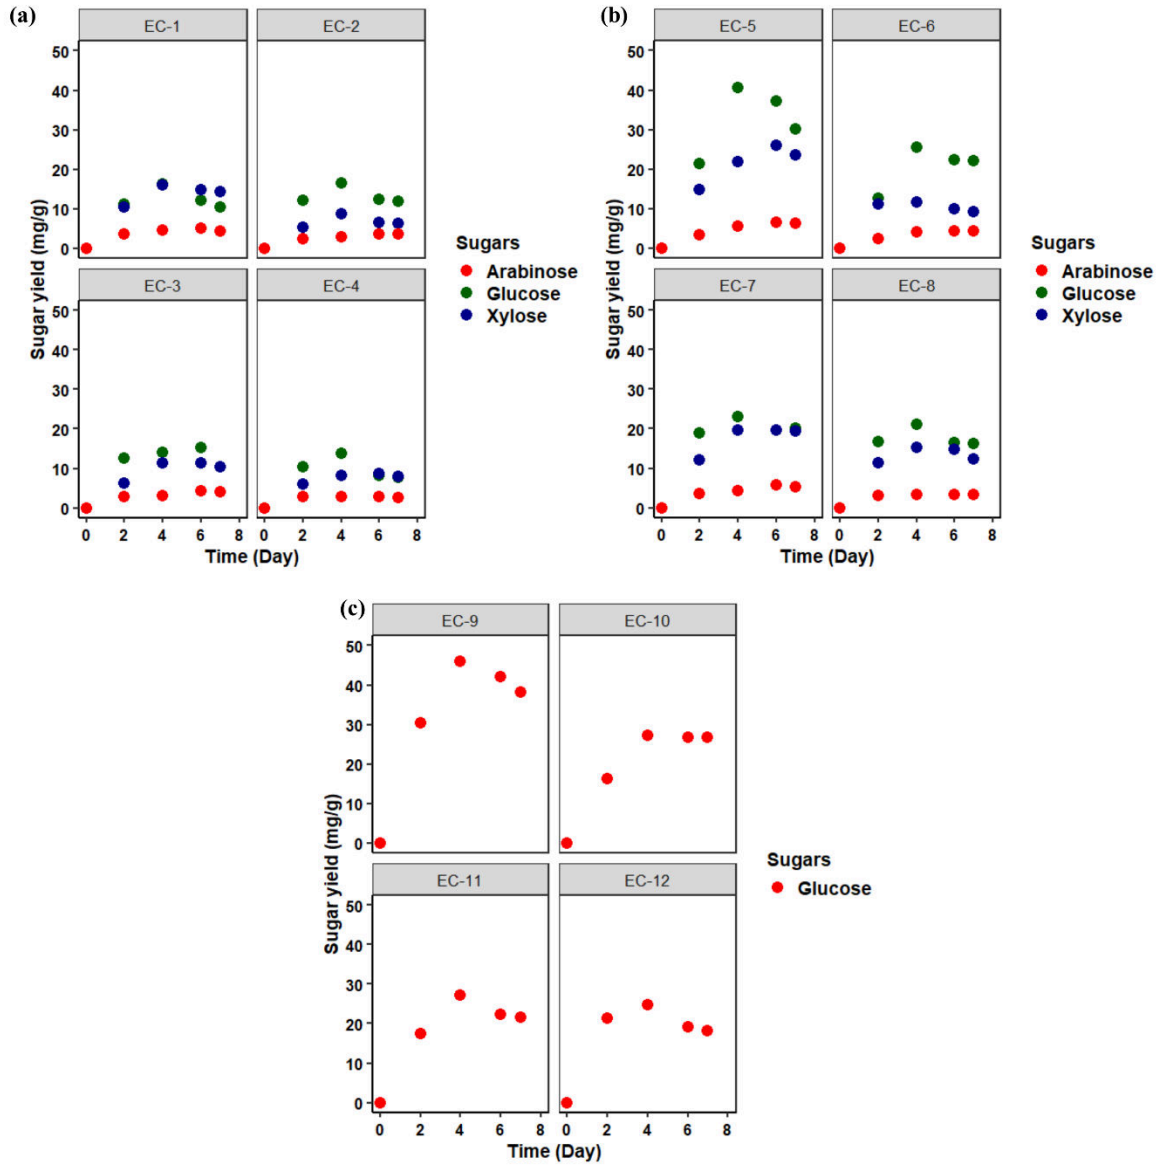 (a)
EC-1
EC-2
50
40
30
20
10
0
EC-3
EC-4
50
40
30
20
10
0
0 2 4 6 8
0 2 4 6 8
Sugar yield (mg/g)
Time (Day)
Sugars
Arabinose
Glucose
Xylose
(b)
EC-5
EC-6
50
40
30
20
10
0
EC-7
EC-8
50
40
30
20
10
0
0 2 4 6 8
0 2 4 6 8
Sugar yield (mg/g)
Time (Day)
Sugars
Arabinose
Glucose
Xylose
(c)
EC-9
EC-10
50
40
30
20
10
0
EC-11
EC-12
50
40
30
20
10
0
0 2 4 6 8
0 2 4 6 8
Sugar yield (mg/g)
Time (Day)
Sugars
Glucose